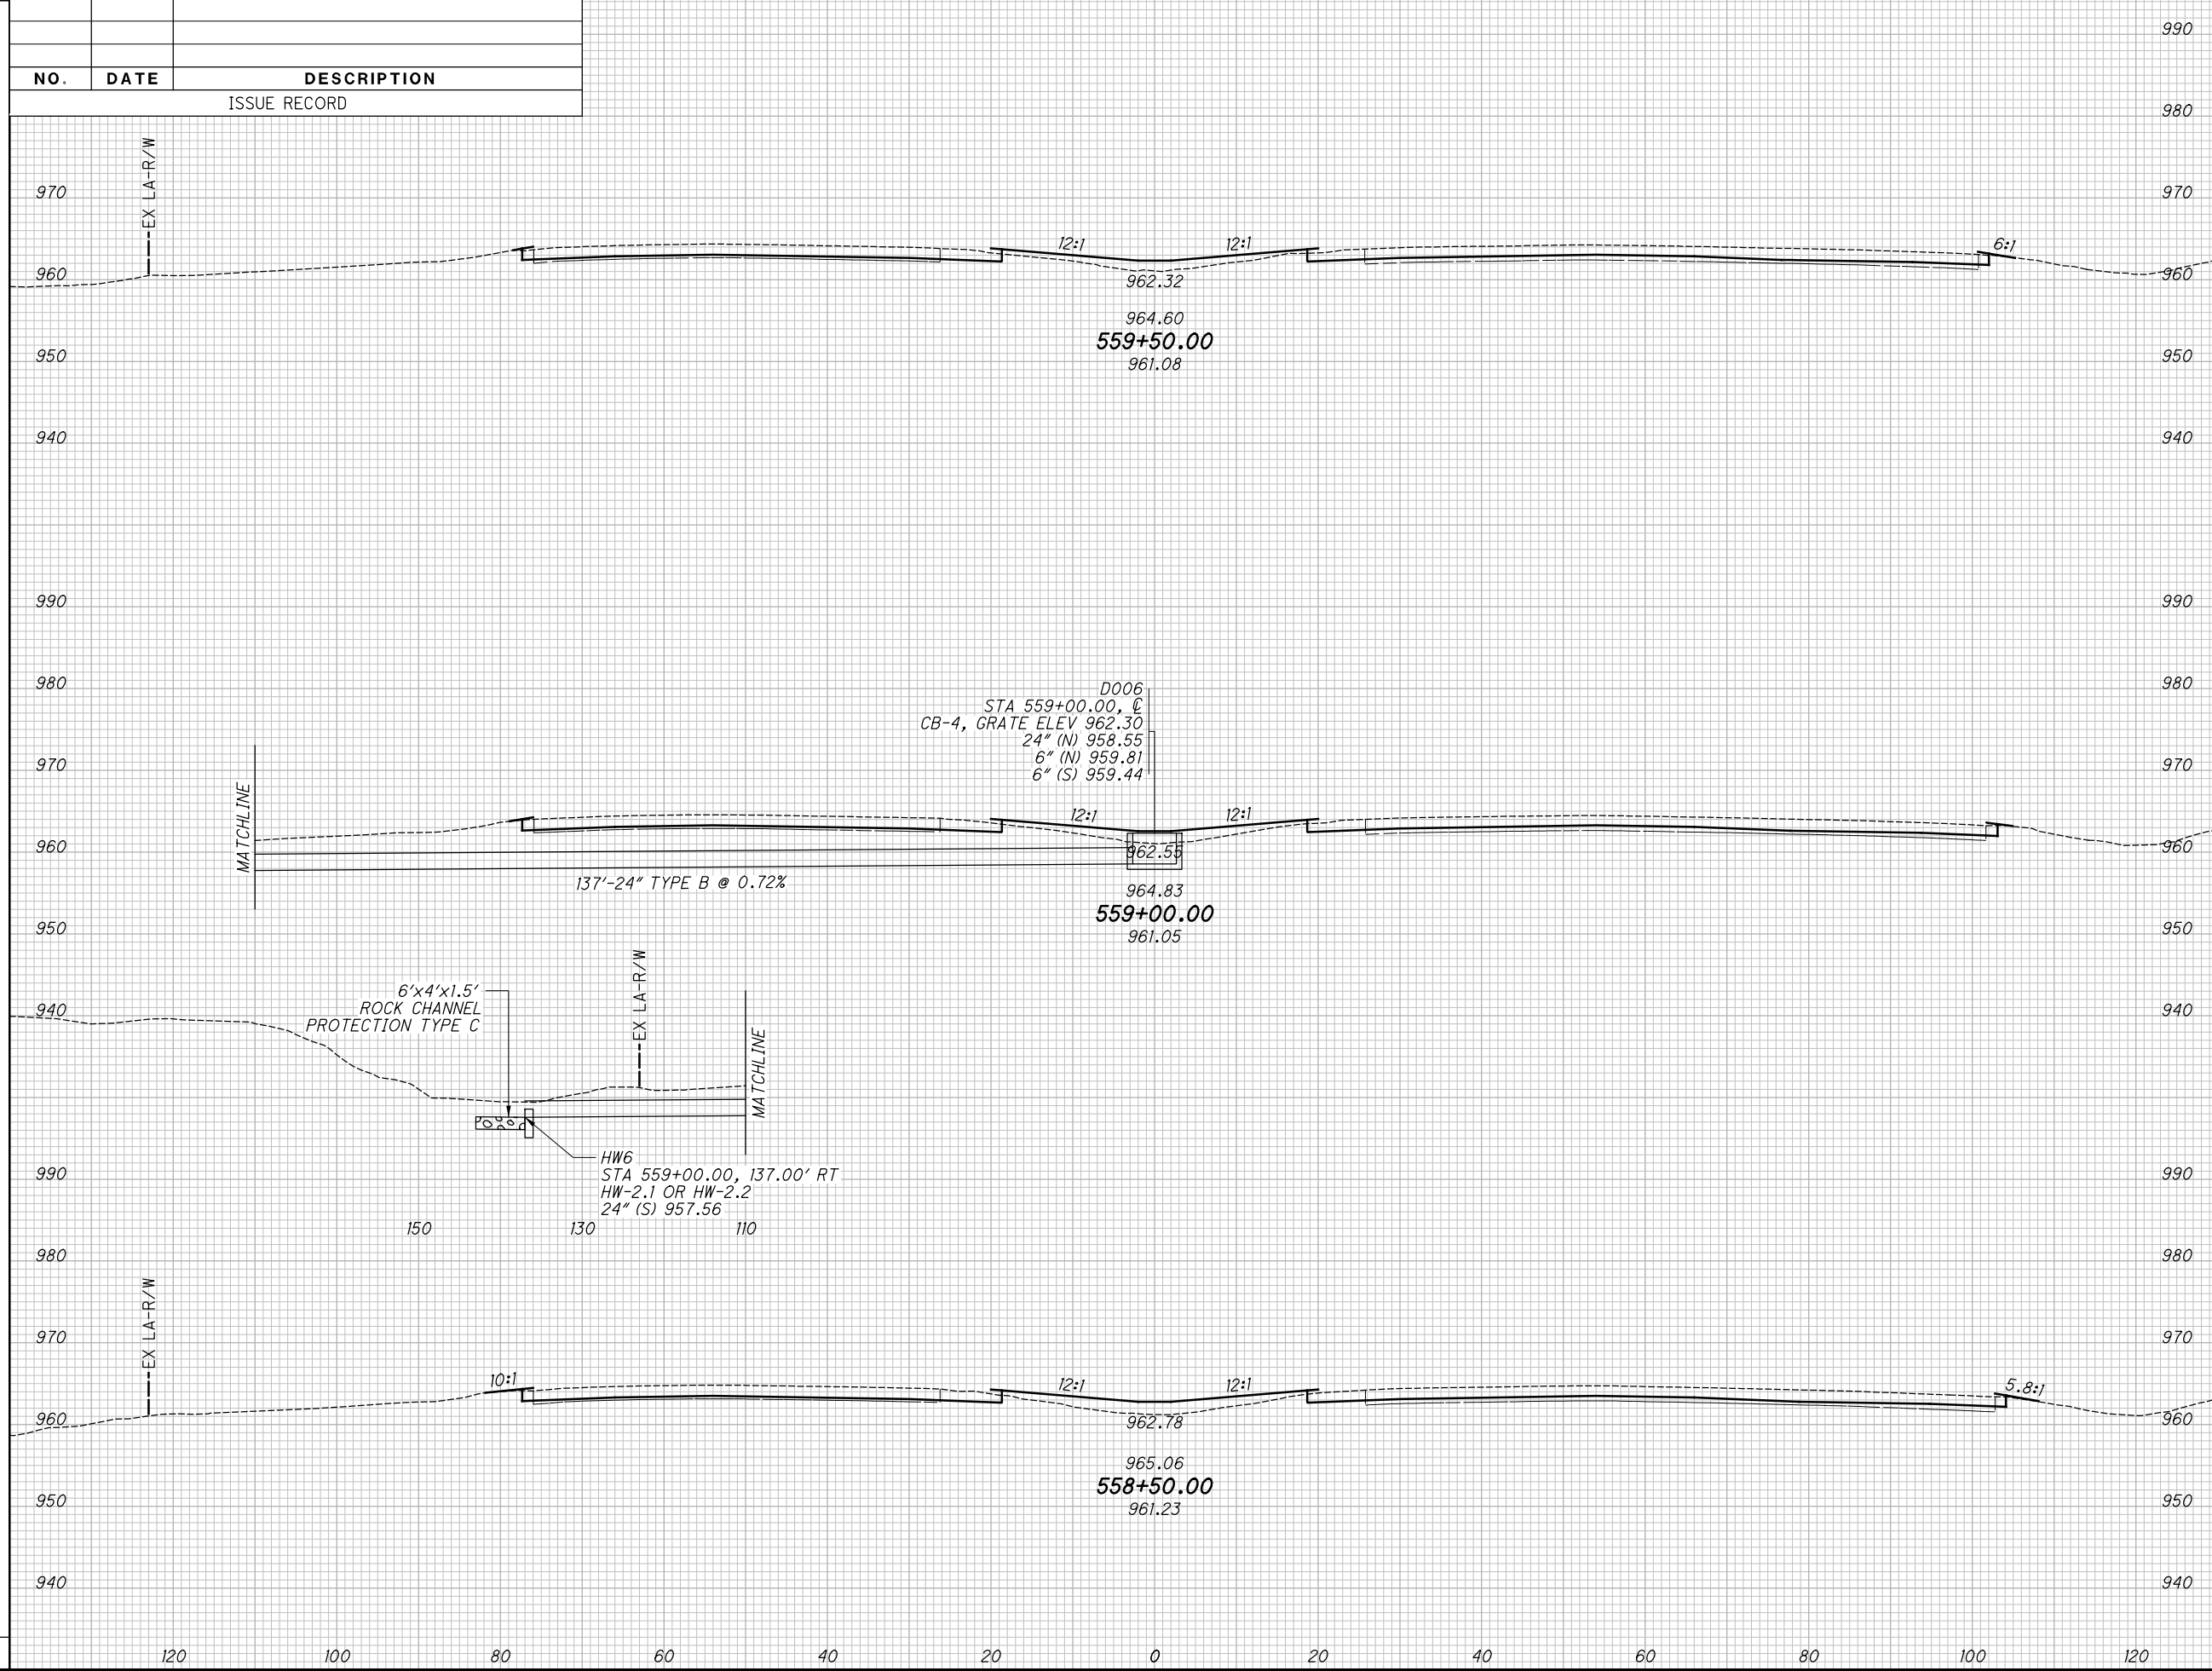 NO. DATE DESCRIPTION
ISSUE RECORD
990 990
980 980
EX LA-R/W
970 970
12:1 12:1 6:1
960 960
962.32
964.60
559+50.00
961.08
950 950
940 940
990 990
980 980
D006
STA 559+00.00, ℄
CB-4, GRATE ELEV 962.30
24" (N) 958.55
6" (N) 959.81
6" (S) 959.44
970 970
MATCHLINE
12:1 12:1
960 960
962.55
137'-24" TYPE B @ 0.72%
964.83
559+00.00
961.05
950 950
EX LA-R/W
6'x4'x1.5'
ROCK CHANNEL
PROTECTION TYPE C
940 940
MATCHLINE
HW6
STA 559+00.00, 137.00' RT
HW-2.1 OR HW-2.2
24" (S) 957.56
990 990
150 130 110
980 980
EX LA-R/W
970 970
10:1 12:1 12:1 5.8:1
960 960
962.78
965.06
558+50.00
961.23
950 950
940 940
120 100 80 60 40 20 0 20 40 60 80 100 120